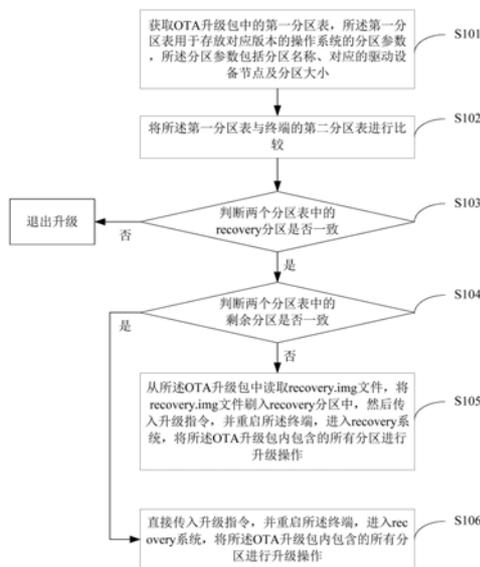 获取OTA升级包中的第一分区表，所述第一分
区表用于存放对应版本的操作系统的分区参数
，所述分区参数包括分区名称、对应的驱动设
备节点及分区大小
S101
将所述第一分区表与终端的第二分区表进行比
较
S102
判断两个分区表中的
recovery分区是否一致
S103
退出升级
否
是
判断两个分区表中的
剩余分区是否一致
S104
是
否
从所述OTA升级包中读取recovery.img文件，将
recovery.img文件刷入recovery分区中，然后传
入升级指令，并重启所述终端，进入recovery系
统，将所述OTA升级包内包含的所有分区进行
升级操作
S105
直接传入升级指令，并重启所述终端，进入rec
overy系统，将所述OTA升级包内包含的所有分
区进行升级操作
S106